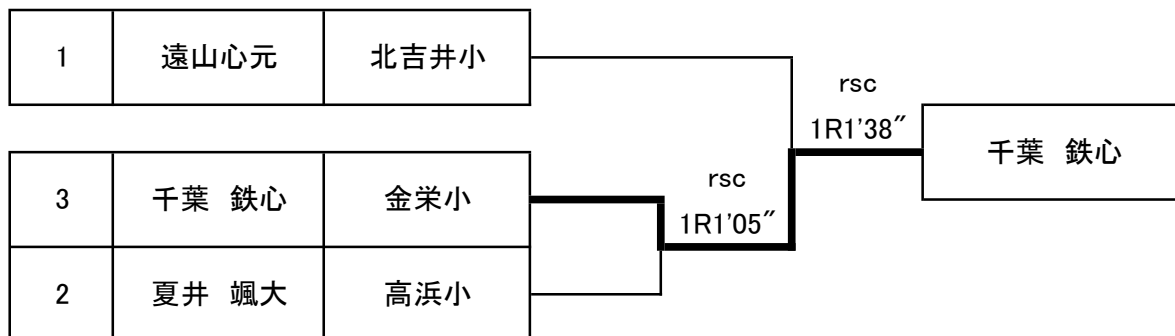 1 遠山心元 北吉井小
rsc
1R1'38″
千葉 鉄心
3 千葉 鉄心 金栄小
rsc
1R1'05″
2 夏井 颯大 高浜小